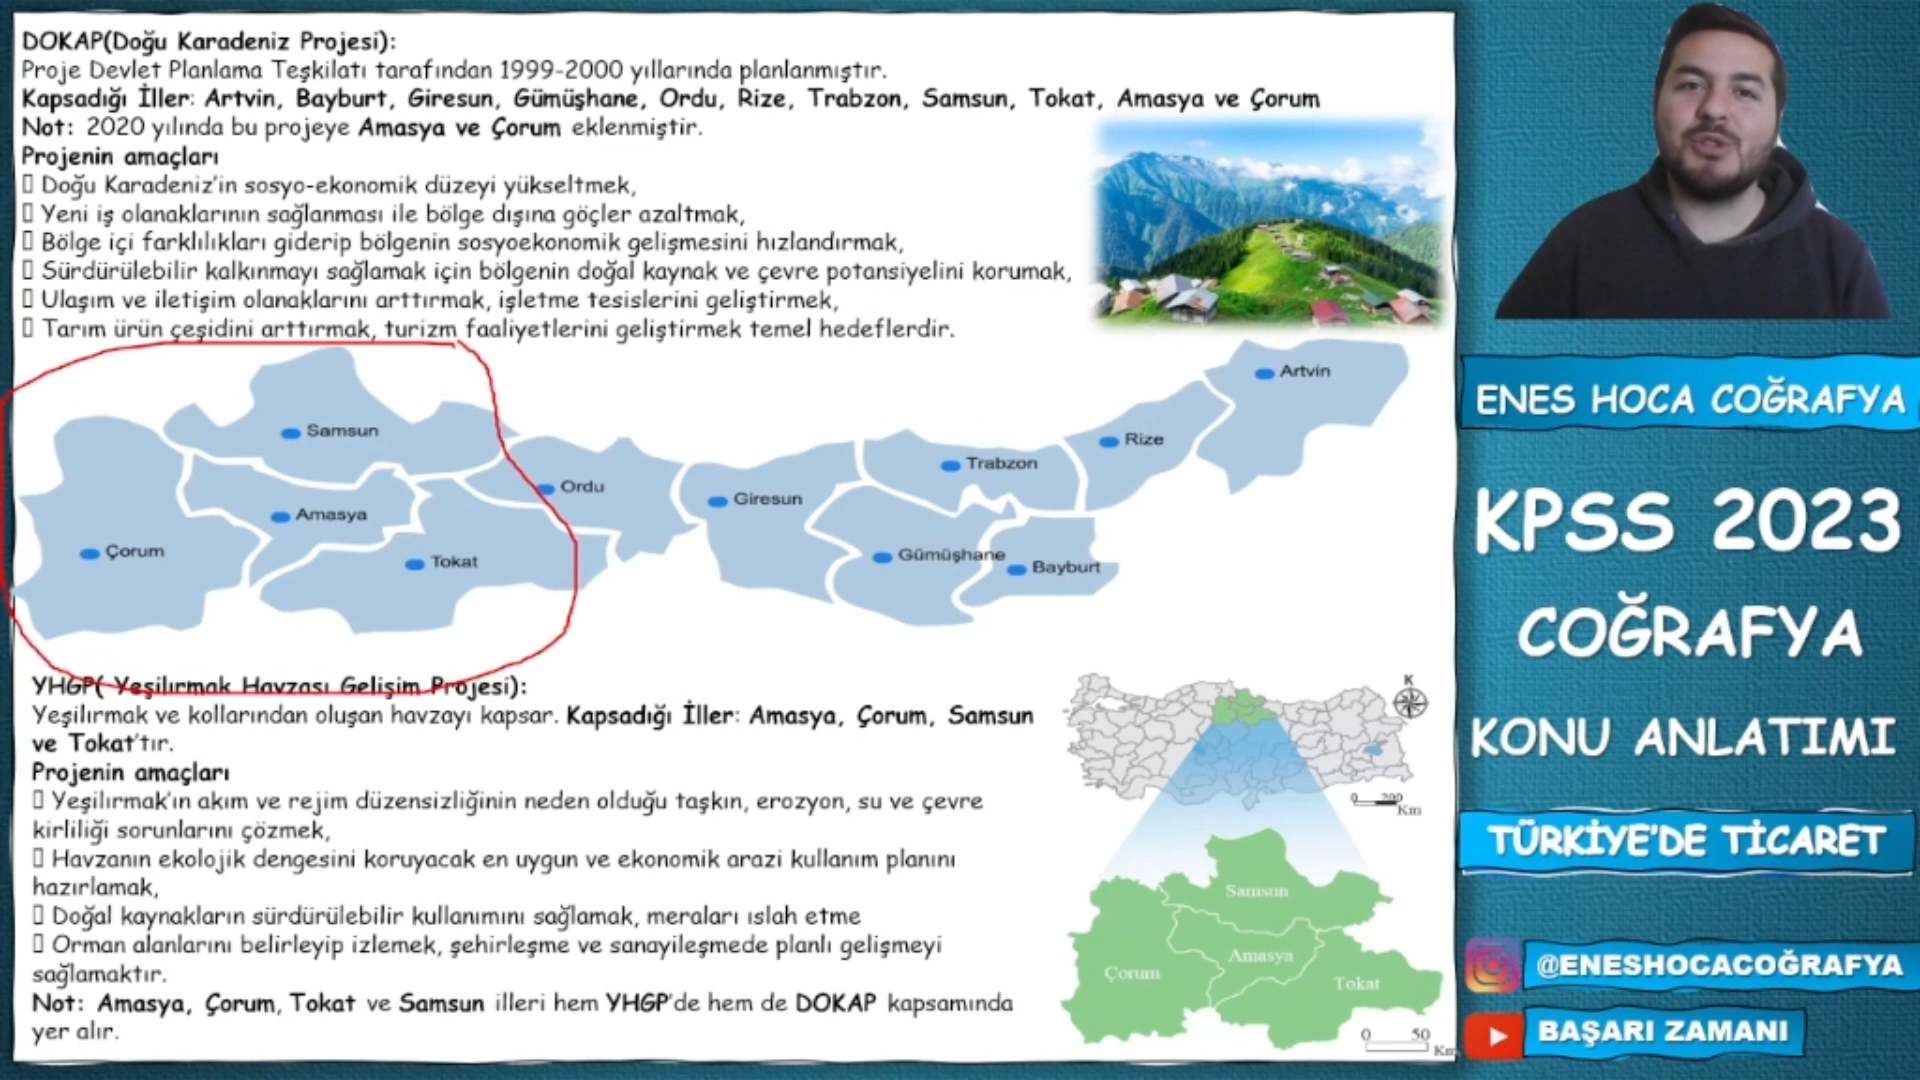 DOKAP(Doğu Karadeniz Projesi):
Proje Devlet Planlama Teşkilatı tarafından 1999-2000 yıllarında planlanmıştır.
Kapsadığı İller: Artvin, Bayburt, Giresun, Gümüşhane, Ordu, Rize, Trabzon, Samsun, Tokat, Amasya ve Çorum
Not: 2020 yılında bu projeye Amasya ve Çorum eklenmiştir.
Projenin amaçları
Doğu Karadeniz'in sosyo-ekonomik düzeyi yükseltmek,
Yeni iş olanaklarının sağlanması ile bölge dışına göçler azaltmak,
Bölge içi farklılıkları giderip bölgenin sosyoekonomik gelişmesini hızlandırmak,
Sürdürülebilir kalkınmayı sağlamak için bölgenin doğal kaynak ve çevre potansiyelini korumak,
Ulaşım ve iletişim olanaklarını arttırmak, işletme tesislerini geliştirmek,
Tarım ürün çeşidini arttırmak, turizm faaliyetlerini geliştirmek temel hedeflerdir.
Artvin
Samsun
Rize
Trabzon
Ordu
Giresun
Amasya
Çorum
Tokat
Gümüşhane
Bayburt
YHGP( Yeşilırmak Havzası Gelişim Projesi):
Yeşilırmak ve kollarından oluşan havzayı kapsar. Kapsadığı İller: Amasya, Çorum, Samsun
ve Tokat'tır.
Projenin amaçları
Yeşilırmak'ın akım ve rejim düzensizliğinin neden olduğu taşkın, erozyon, su ve çevre
kirliliği sorunlarını çözmek,
Havzanın ekolojik dengesini koruyacak en uygun ve ekonomik arazi kullanım planını
hazırlamak,
Doğal kaynakların sürdürülebilir kullanımını sağlamak, meraları ıslah etme
Orman alanlarını belirleyip izlemek, şehirleşme ve sanayileşmede planlı gelişmeyi
sağlamaktır.
Not: Amasya, Çorum, Tokat ve Samsun illeri hem YHGP'de hem de DOKAP kapsamında
yer alır.
K
0 200
Km
Samsun
Amasya
Çorum
Tokat
0 50
Km
ENES HOCA COĞRAFYA
KPSS 2023
COĞRAFYA
KONU ANLATIMI
TÜRKİYE'DE TİCARET
@ENESHOCACOĞRAFYA
BAŞARI ZAMANI